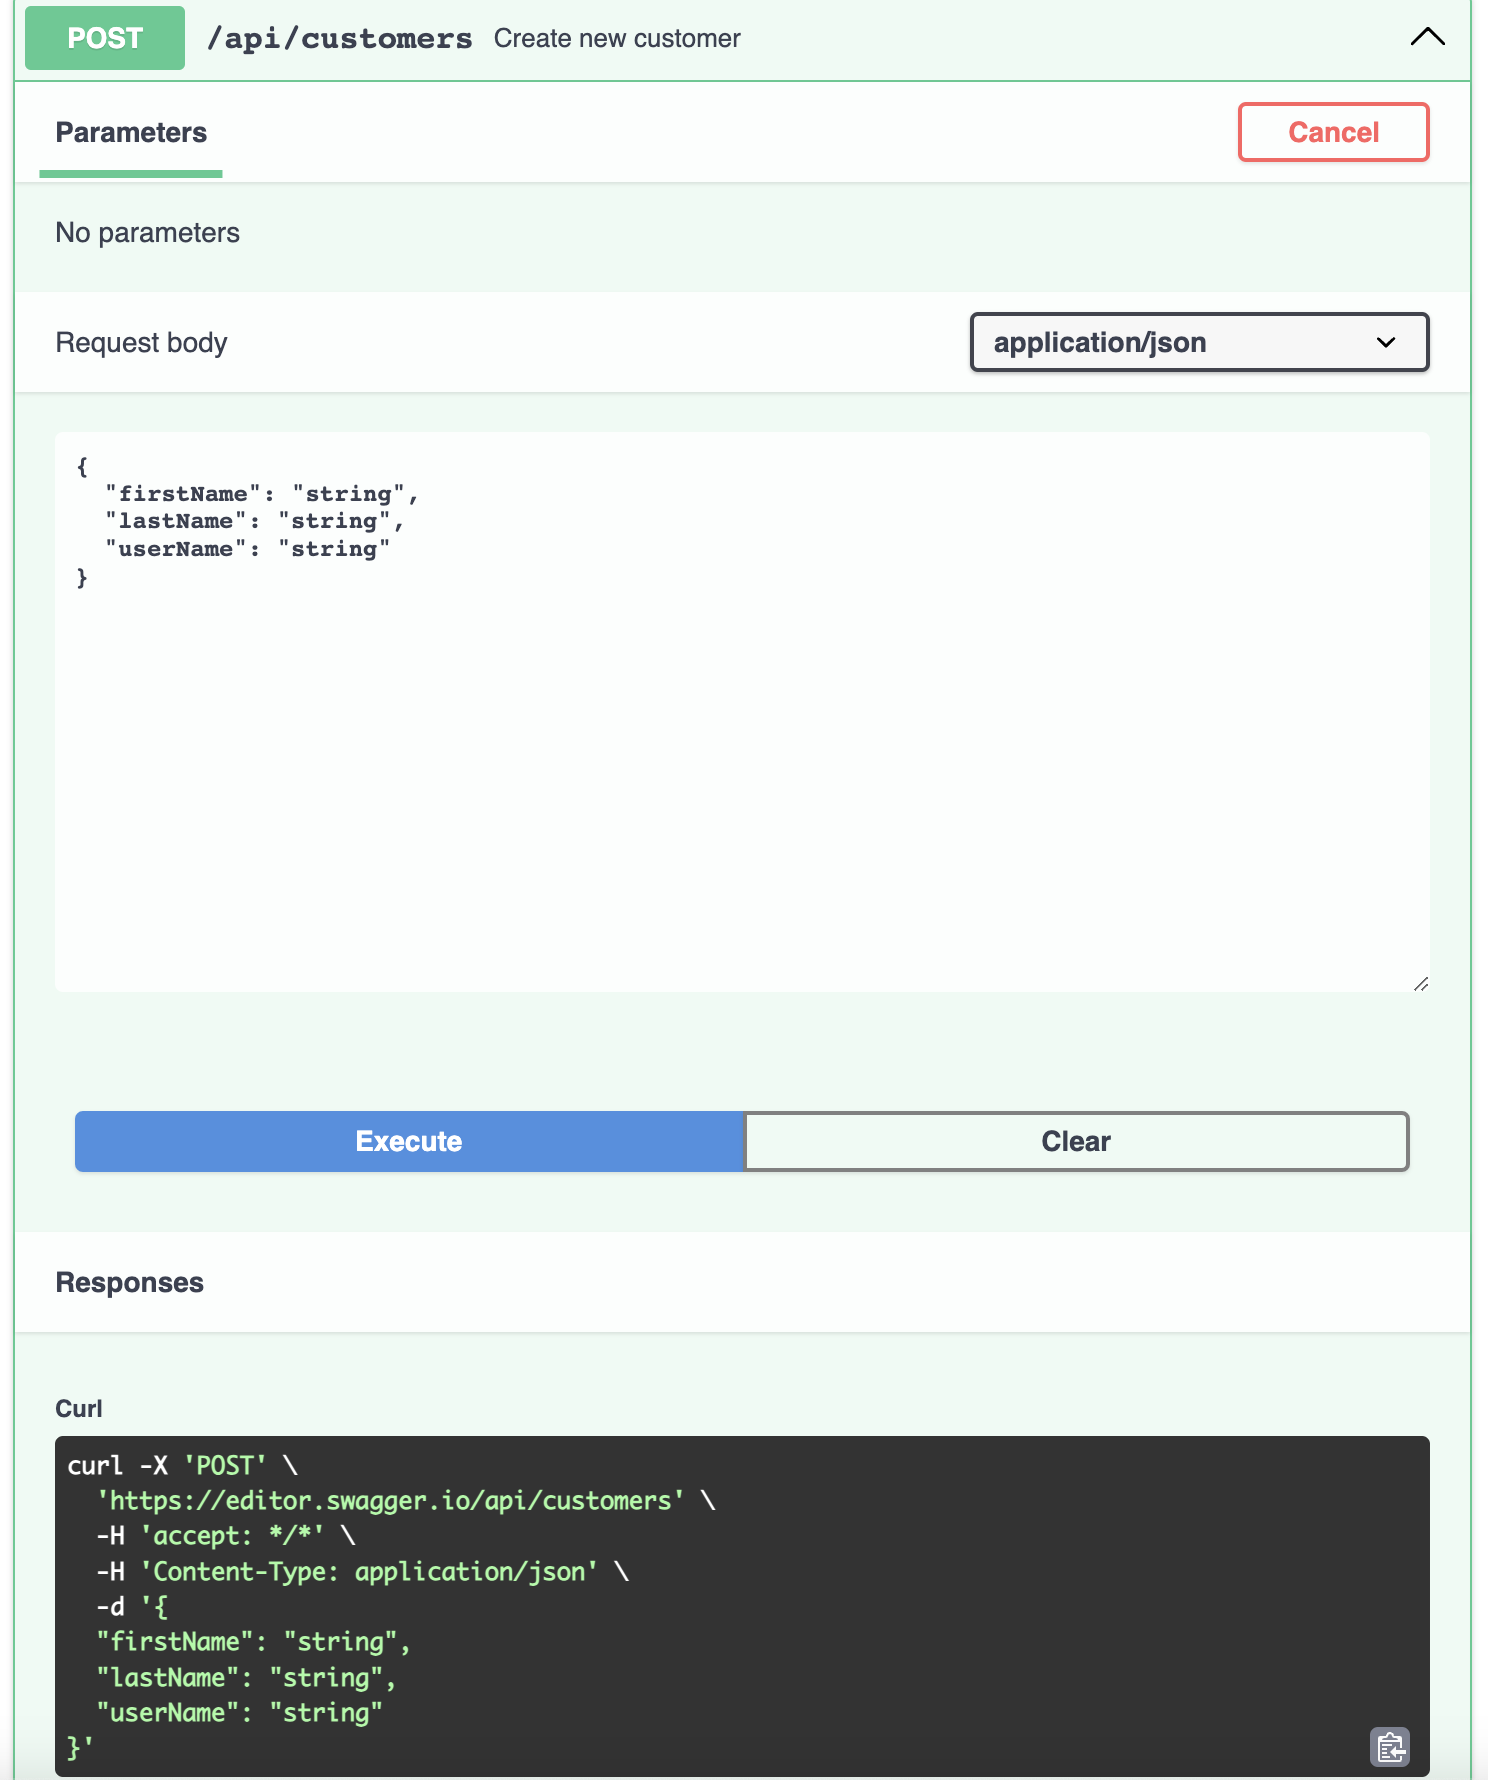 POST /api/customers Create new customer
Parameters
Cancel
No parameters
Request body
application/json
{
  "firstName": "string",
  "lastName": "string",
  "userName": "string"
}
Execute
Clear
Responses
Curl
curl -X 'POST' \
  'https://editor.swagger.io/api/customers' \
  -H 'accept: */*' \
  -H 'Content-Type: application/json' \
  -d '{
  "firstName": "string",
  "lastName": "string",
  "userName": "string"
}'